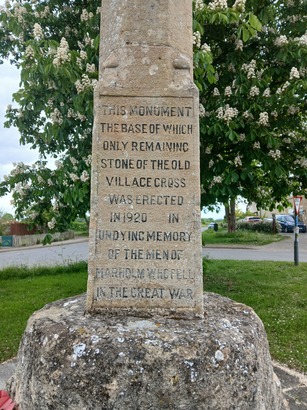 THIS MONUMENT
THE BASE OF WHICH
ONLY REMAINING
STONE OF THE OLD
VILLAGE CROSS
WAS ERECTED
IN 1920 IN
UNDYING MEMORY
OF THE MEN OF
MARHOLM WHO FELL
IN THE GREAT WAR